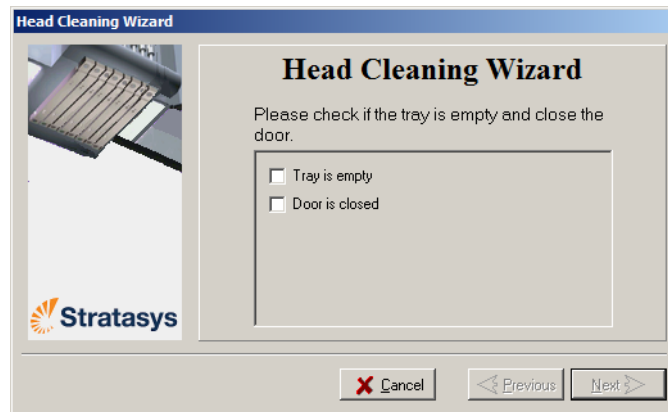 Head Cleaning Wizard
Head Cleaning Wizard
Please check if the tray is empty and close the
door.
Tray is empty
Door is closed
Stratasys
Cancel
Previous
Next